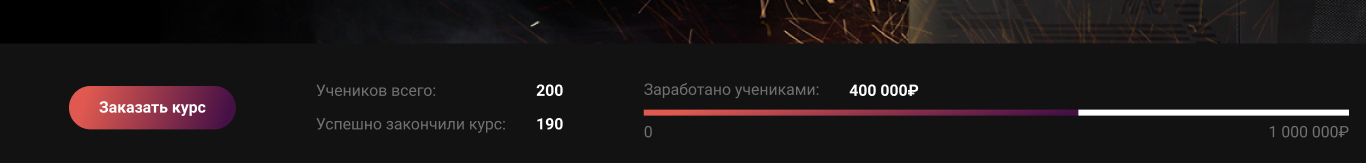 Заказать курс
Учеников всего: 200
Успешно закончили курс: 190
Заработано учениками: 400 000₽
0 1 000 000₽